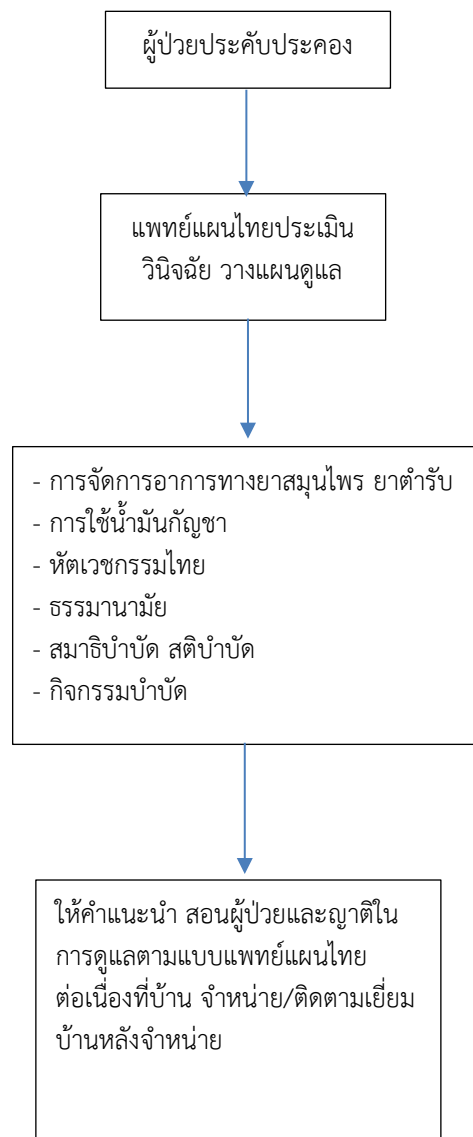 ผู้ป่วยประคับประคอง
แพทย์แผนไทยประเมิน
วินิจฉัย วางแผนดูแล
- การจัดการอาการทางยาสมุนไพร ยาตำรับ
- การใช้น้ำมันกัญชา
- หัตเวชกรรมไทย
- ธรรมานามัย
- สมาธิบำบัด สติบำบัด
- กิจกรรมบำบัด
ให้คำแนะนำ สอนผู้ป่วยและญาติใน
การดูแลตามแบบแพทย์แผนไทย
ต่อเนื่องที่บ้าน จำหน่าย/ติดตามเยี่ยม
บ้านหลังจำหน่าย